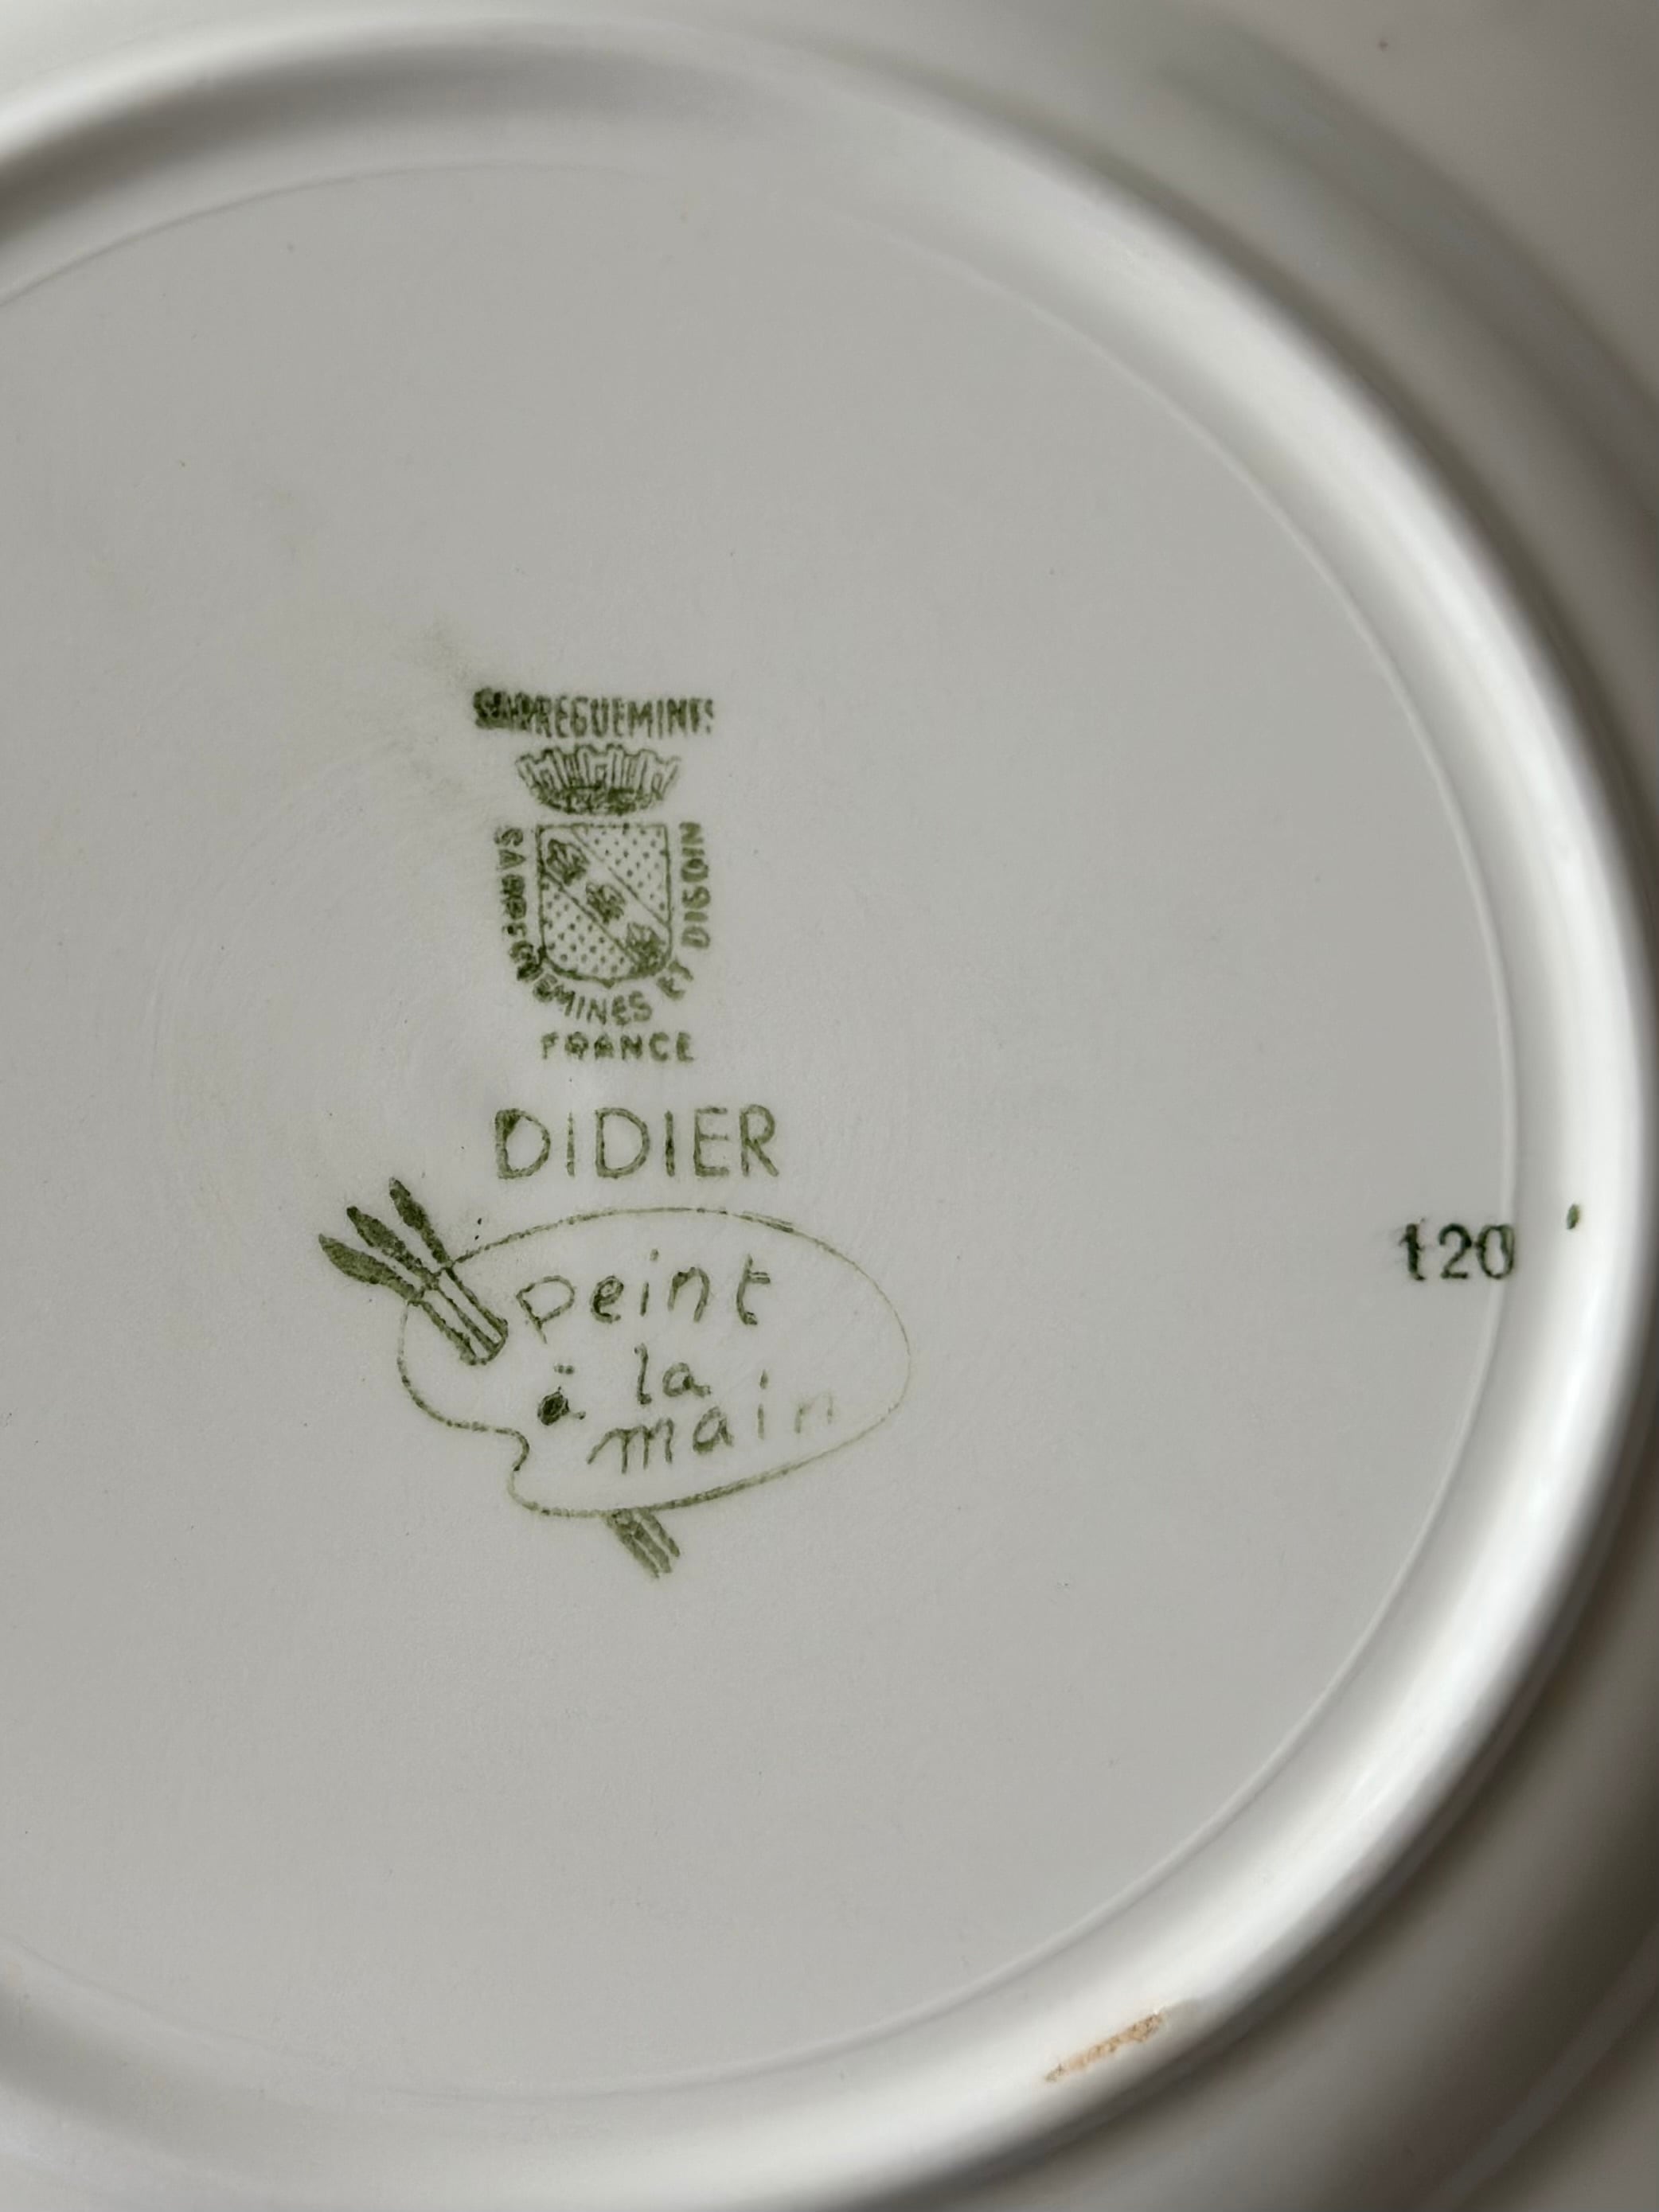 SARREGUEMINES
SARREGUEMINES ET DIGOIN
FRANCE
DIDIER
peint
à la
main
120